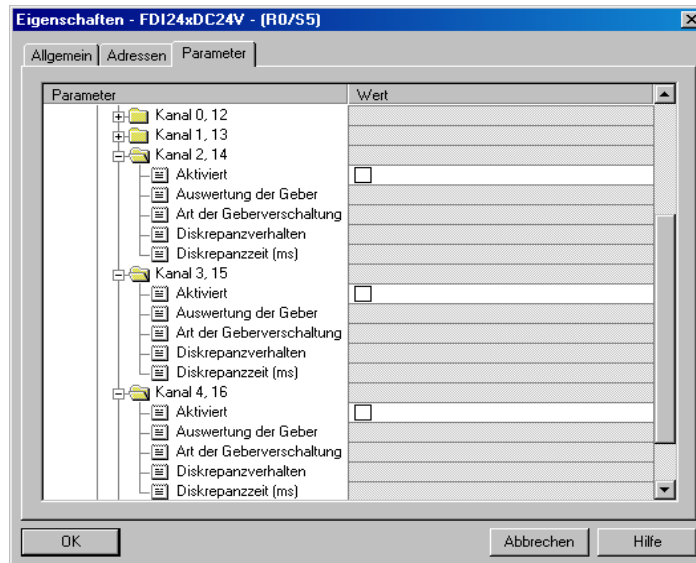 Eigenschaften - FDI24xDC24V - (R0/S5)
Allgemein Adressen Parameter
Parameter Wert
Kanal 0, 12
Kanal 1, 13
Kanal 2, 14
Aktiviert
Auswertung der Geber
Art der Geberverschaltung
Diskrepanzverhalten
Diskrepanzzeit (ms)
Kanal 3, 15
Aktiviert
Auswertung der Geber
Art der Geberverschaltung
Diskrepanzverhalten
Diskrepanzzeit (ms)
Kanal 4, 16
Aktiviert
Auswertung der Geber
Art der Geberverschaltung
Diskrepanzverhalten
Diskrepanzzeit (ms)
OK Abbrechen Hilfe